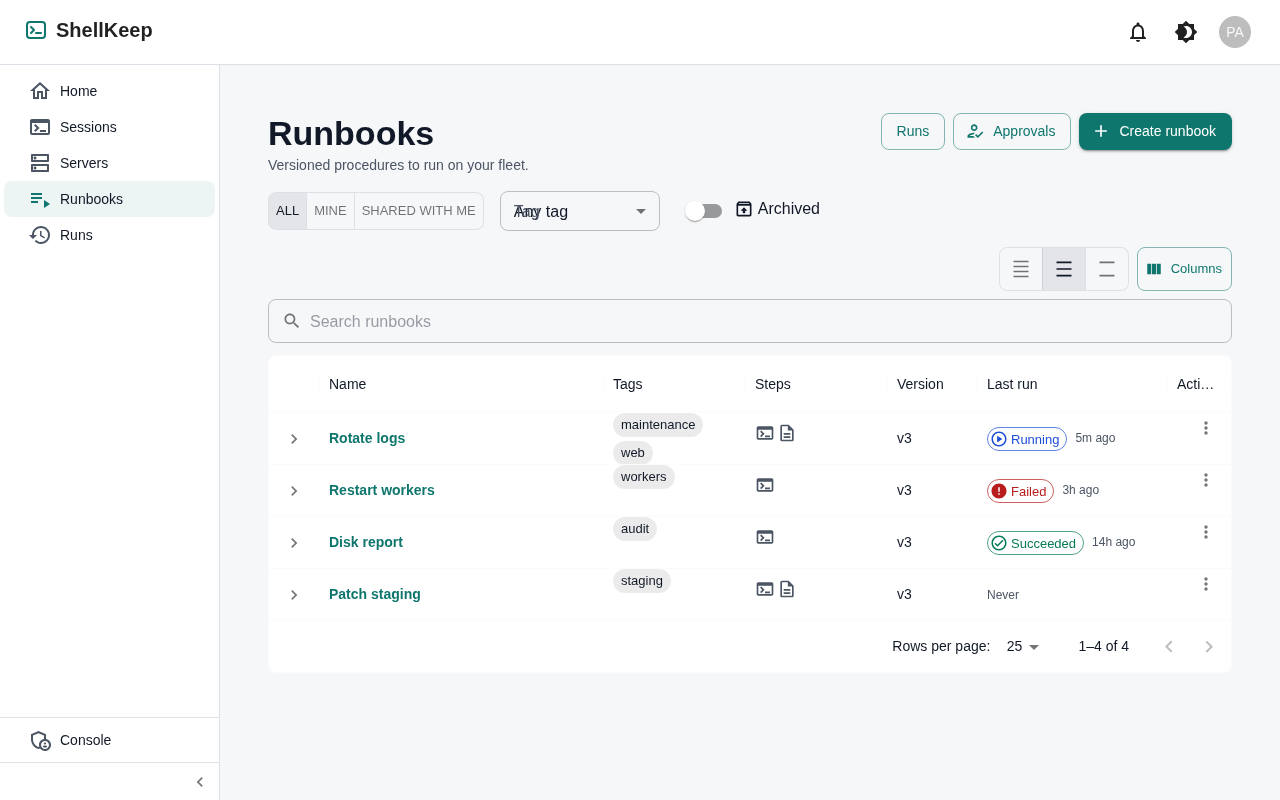 ShellKeep
PA
Home
Sessions
Servers
Runbooks
Runs
Console
Runbooks
Versioned procedures to run on your fleet.
Runs
Approvals
Create runbook
ALL
MINE
SHARED WITH ME
Any tag
Archived
Columns
Search runbooks
Name Tags Steps Version Last run Acti…
Rotate logs maintenance web v3 Running 5m ago
Restart workers workers v3 Failed 3h ago
Disk report audit v3 Succeeded 14h ago
Patch staging staging v3 Never
Rows per page: 25 1–4 of 4